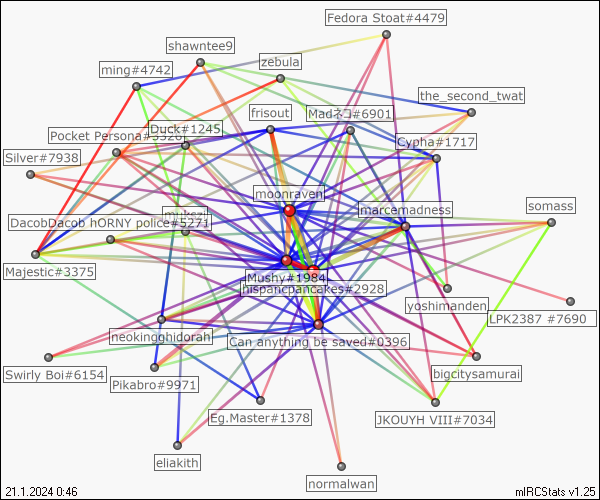 Fedora Stoat#4479
shawntee9
zebula
ming#4742
the_second_twat
frisout
Madネコ#6901
Duck#1245
Pocket Persona#5526
Cypha#1717
Silver#7938
moonraven
marcemadness
somass
DacobDacob hORNY police#5271
Majestic#3375
Mushy#1984
hispanicpancakes#2928
yoshimanden
LPK2387 #7690
neokingghidorah
Can anything be saved#0396
Swirly Boi#6154
Pikabro#9971
bigcitysamurai
Eg.Master#1378
JKOUYH VIII#7034
eliakith
normalwan
21.1.2024 0:46
mIRCStats v1.25